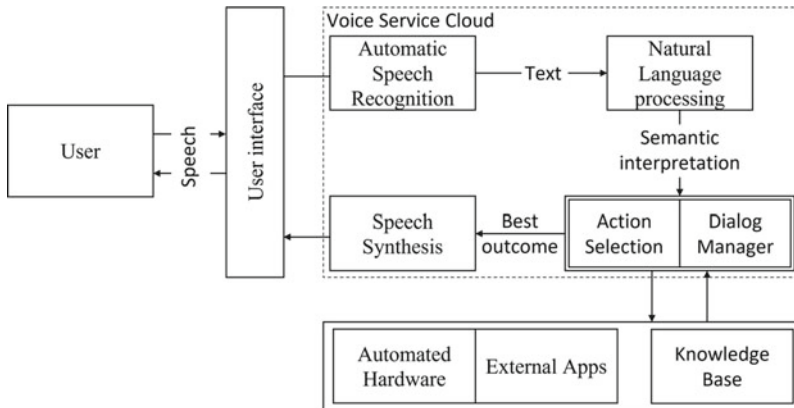 Voice Service Cloud
Automatic
Speech
Recognition
Text
Natural
Language
processing
User
Speech
User interface
Semantic
interpretation
Speech
Synthesis
Best
outcome
Action
Selection
Dialog
Manager
Automated
Hardware
External Apps
Knowledge
Base